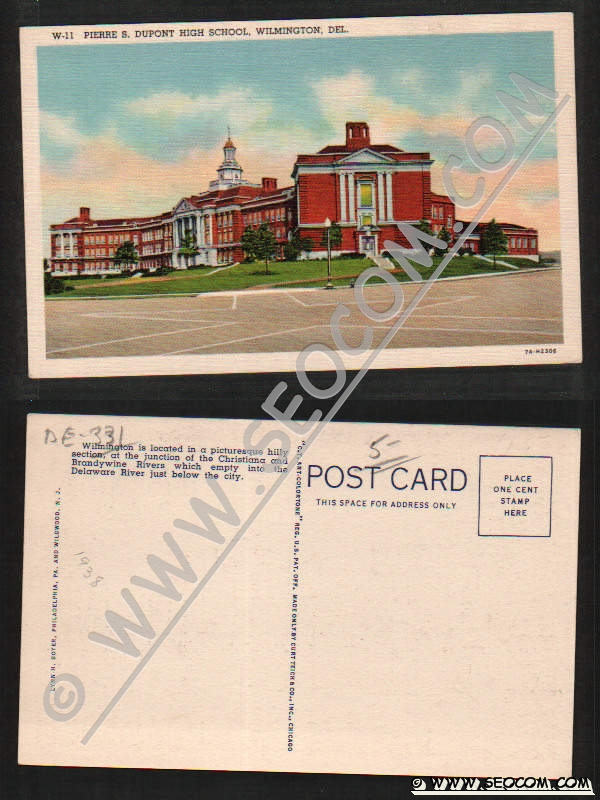 W-11 PIERRE S. DUPONT HIGH SCHOOL, WILMINGTON, DEL.
7A-H2306
© WWW.SEOCOM.COM
DE-331
Wilmington is located in a picturesque hilly
section, at the junction of the Christiana and
Brandywine Rivers which empty into the
Delaware River just below the city.
1938
LYNN H. BOYER, PHILADELPHIA, PA. AND WILDWOOD, N. J.
"C.T. ART-COLORTONE" REG. U.S. PAT. OFF. MADE ONLY BY CURT TEICH & CO., INC., CHICAGO
5-
POST CARD
THIS SPACE FOR ADDRESS ONLY
PLACE
ONE CENT
STAMP
HERE
© WWW.SEOCOM.COM